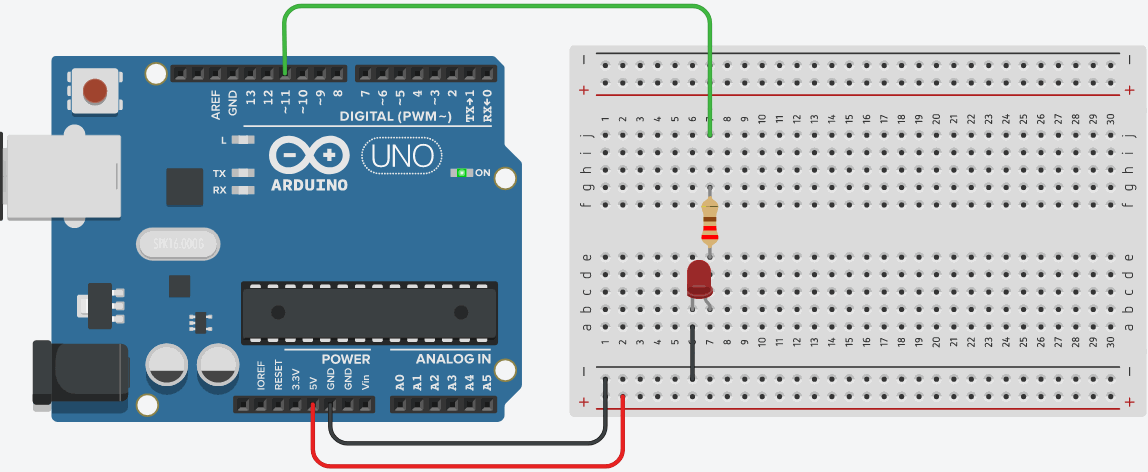 AREF
GND
13
12
~11
~10
~9
8
7
~6
~5
4
~3
2
TX→1
RX←0
DIGITAL (PWM~)
L
TX
RX
UNO
ARDUINO
ON
SPK16.000G
IOREF
RESET
3.3V
5V
GND
GND
Vin
POWER
A0
A1
A2
A3
A4
A5
ANALOG IN
1 2 3 4 5 6 7 8 9 10 11 12 13 14 15 16 17 18 19 20 21 22 23 24 25 26 27 28 29 30
j
i
h
g
f
j
i
h
g
f
e
d
c
b
a
e
d
c
b
a
1 2 3 4 5 6 7 8 9 10 11 12 13 14 15 16 17 18 19 20 21 22 23 24 25 26 27 28 29 30